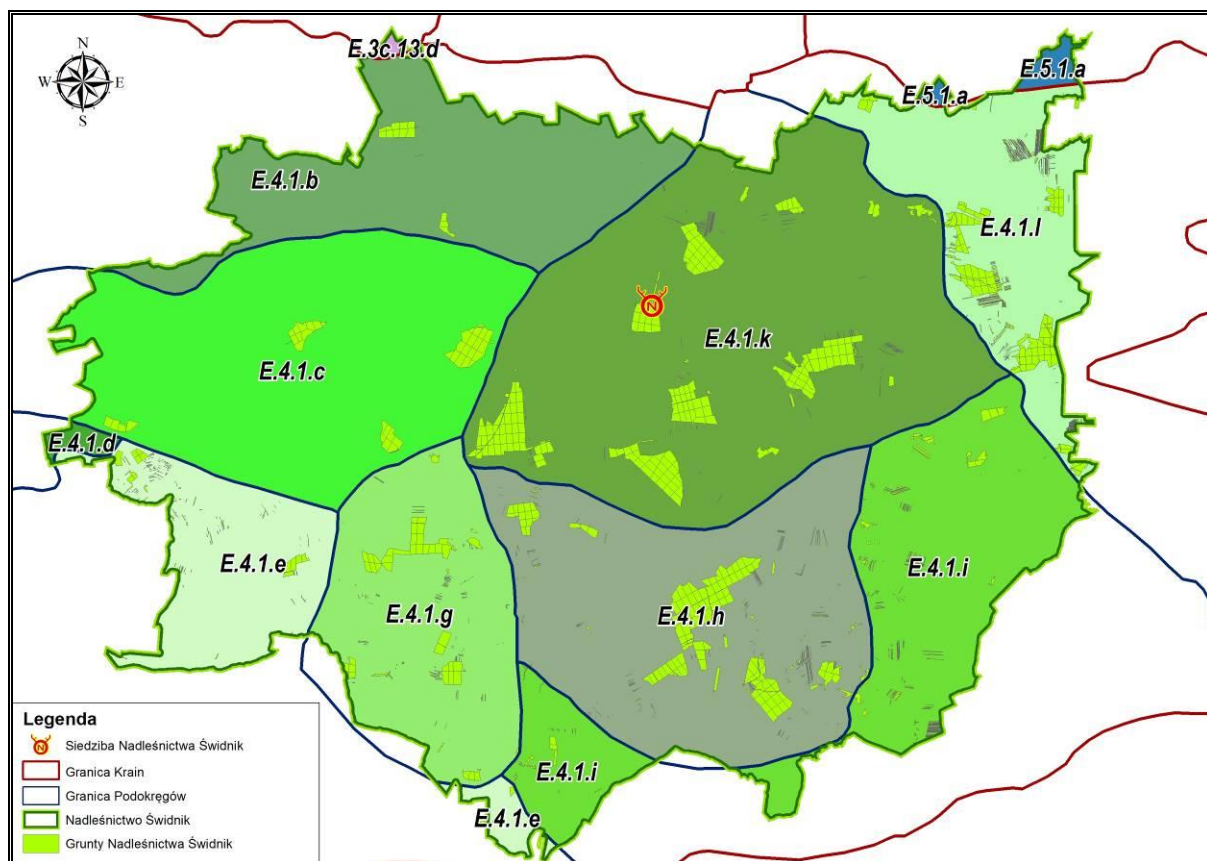 E.3c.13.d
N
W E
S
E.5.1.a
E.5.1.a
E.4.1.b
E.4.1.l
N
E.4.1.k
E.4.1.c
E.4.1.d
E.4.1.e
E.4.1.i
E.4.1.g
E.4.1.h
E.4.1.i
E.4.1.e
Legenda
N Siedziba Nadleśnictwa Świdnik
Granica Krain
Granica Podokręgów
Nadleśnictwo Świdnik
Grunty Nadleśnictwa Świdnik